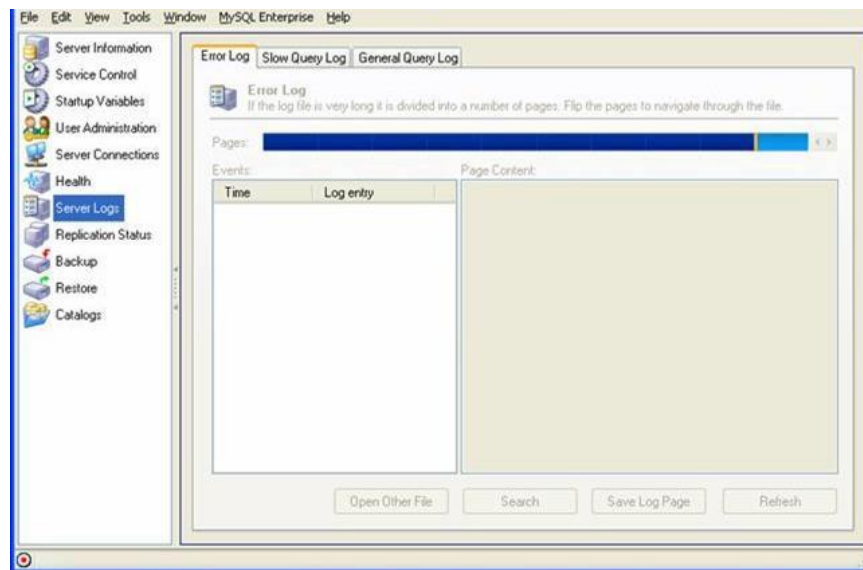 File Edit View Tools Window MySQL Enterprise Help
Server Information
Service Control
Startup Variables
User Administration
Server Connections
Health
Server Logs
Replication Status
Backup
Restore
Catalogs
Error Log Slow Query Log General Query Log
Error Log
If the log file is very long it is divided into a number of pages. Flip the pages to navigate through the file.
Pages:
Events: Page Content:
Time Log entry
Open Other File Search Save Log Page Refresh